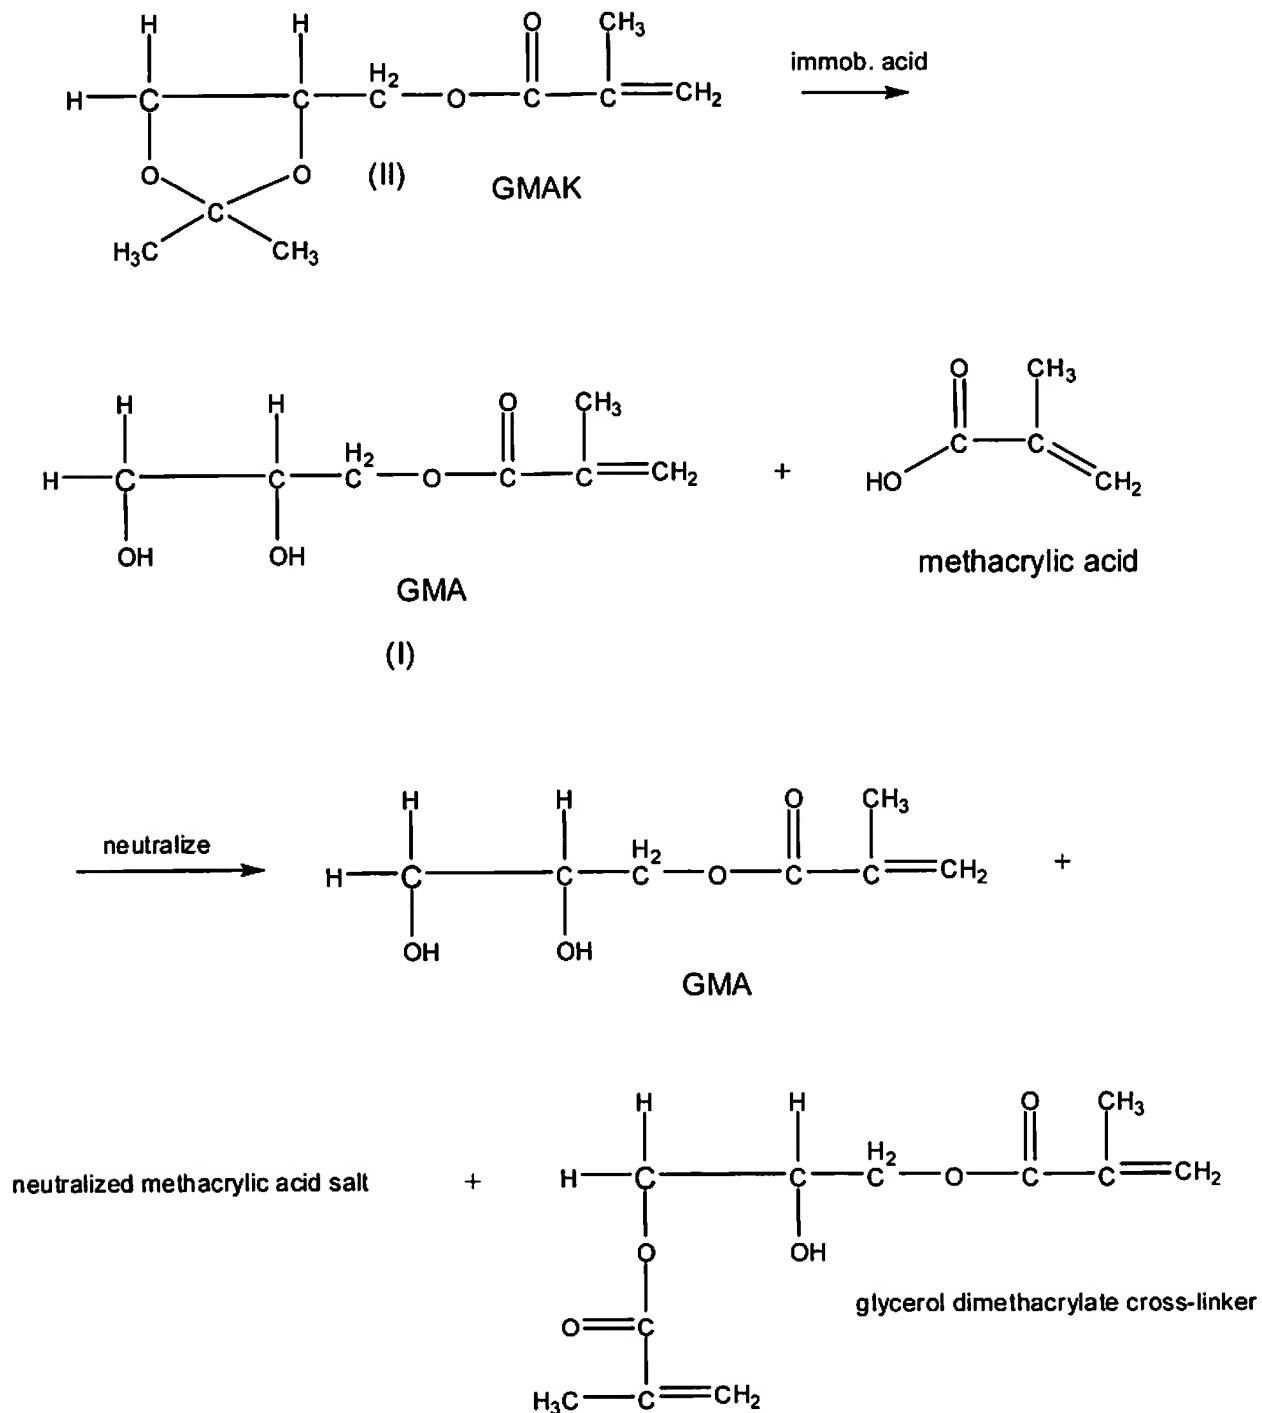 H H O CH3
H2
H C C C O C C CH2
immob. acid
O O
(II)
GMAK
C
H3C CH3
H H O CH3
H2
H C C C O C C CH2
OH OH
GMA
(I)
+
O CH3
C C
HO CH2
methacrylic acid
neutralize
H H O CH3
H2
H C C C O C C CH2
+
OH OH
GMA
neutralized methacrylic acid salt
+
H H O CH3
H2
H C C C O C C CH2
O OH
glycerol dimethacrylate cross-linker
O C
H3C C CH2